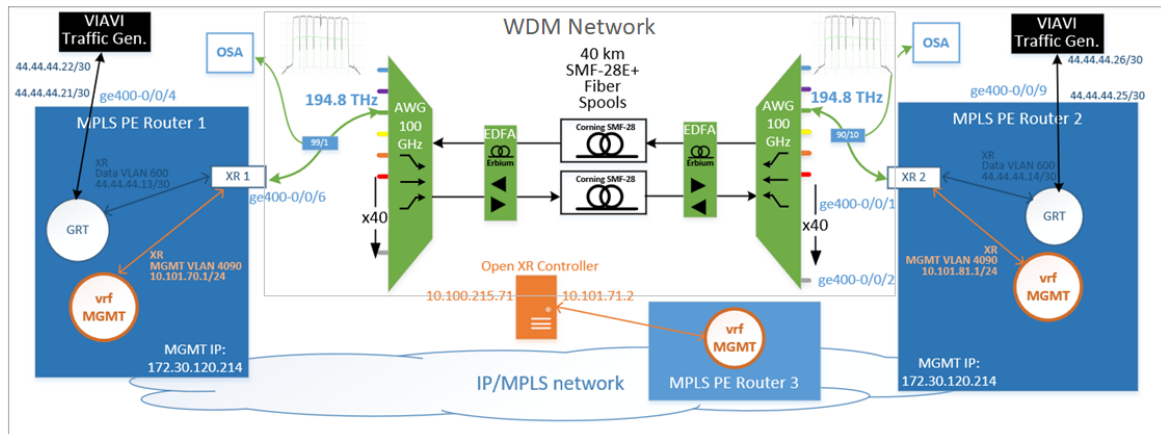 WDM Network
VIAVI
Traffic Gen.
OSA
44.44.44.22/30
44.44.44.21/30
ge400-0/0/4
MPLS PE Router 1
XR
Data VLAN 600
44.44.44.13/30
XR 1
ge400-0/0/6
GRT
XR
MGMT VLAN 4090
10.101.70.1/24
vrf
MGMT
MGMT IP:
172.30.120.214
194.8 THz
99/1
x40
AWG
100
GHz
EDFA
Erbium
40 km
SMF-28E+
Fiber
Spools
Corning SMF-28
Corning SMF-28
EDFA
Erbium
AWG
100
GHz
194.8 THz
90/10
x40
OSA
VIAVI
Traffic Gen.
44.44.44.26/30
ge400-0/0/9
44.44.44.25/30
MPLS PE Router 2
XR
Data VLAN 600
44.44.44.14/30
XR 2
ge400-0/0/1
GRT
XR
MGMT VLAN 4090
10.101.81.1/24
vrf
MGMT
ge400-0/0/2
MGMT IP:
172.30.120.214
Open XR Controller
10.100.215.71
10.101.71.2
vrf
MGMT
MPLS PE Router 3
IP/MPLS network